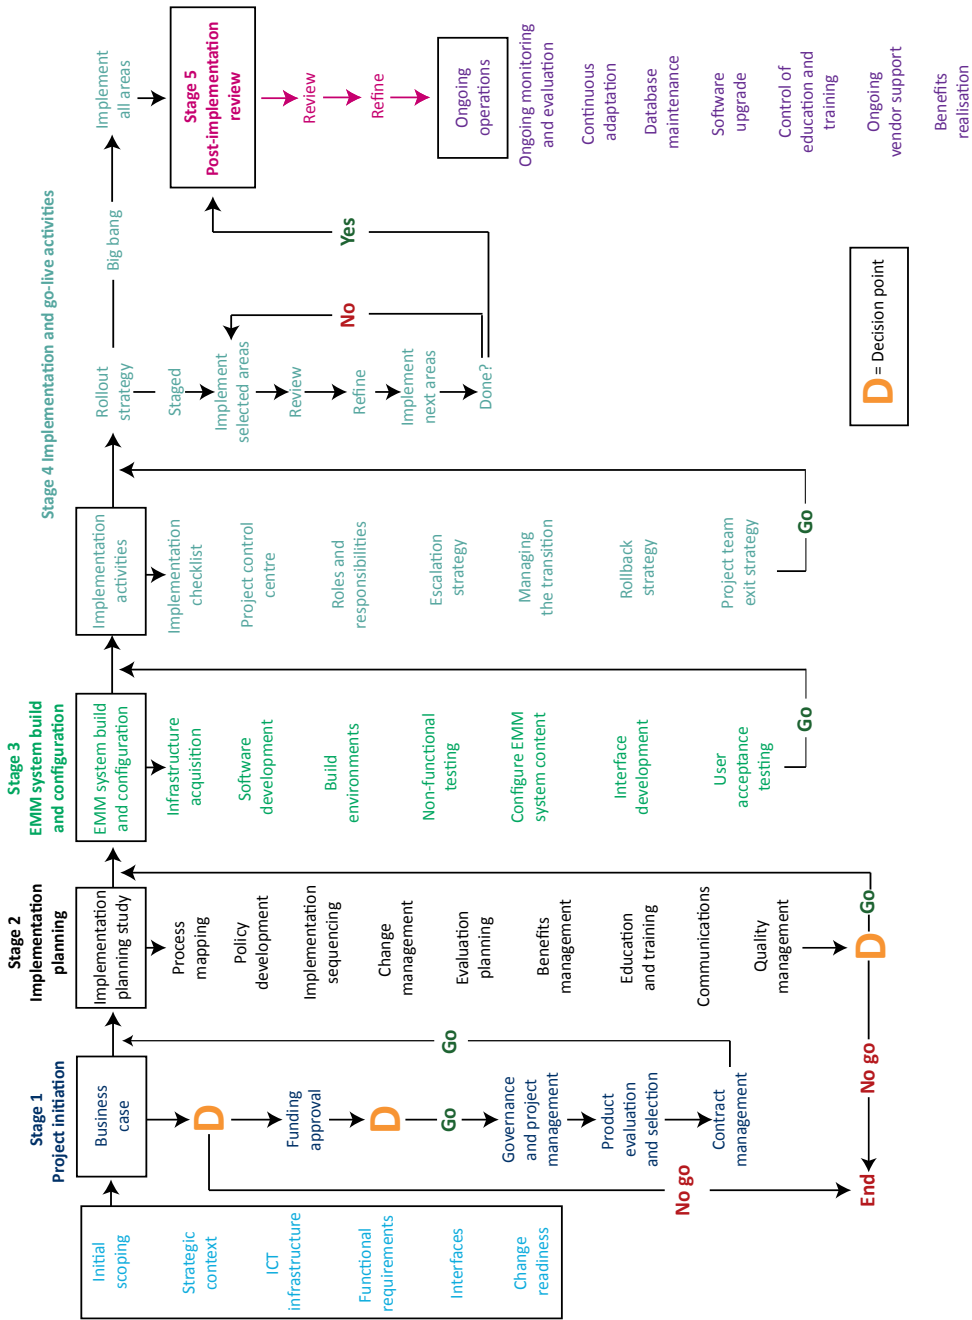 Initial
scoping
Strategic
context
ICT
infrastructure
Functional
requirements
Interfaces
Change
readiness
Stage 1
Project initiation
Business
case
D
Funding
approval
D
Go
Governance
and project
management
Product
evaluation
and selection
Contract
management
Go
No go
End
Stage 2
Implementation
planning
Implementation
planning study
Process
mapping
Policy
development
Implementation
sequencing
Change
management
Evaluation
planning
Benefits
management
Education
and training
Communications
Quality
management
D
Go
No go
Stage 3
EMM system build
and configuration
EMM system build
and configuration
Infrastructure
acquisition
Software
development
Build
environments
Non-functional
testing
Configure EMM
system content
Interface
development
User
acceptance
testing
Go
Stage 4 Implementation and go-live activities
Implementation
activities
Implementation
checklist
Project control
centre
Roles and
responsibilities
Escalation
strategy
Managing
the transition
Rollback
strategy
Project team
exit strategy
Go
Rollout
strategy
Staged
Implement
selected areas
Review
Refine
Implement
next areas
Done?
No
Yes
Big bang
Implement
all areas
Stage 5
Post-implementation
review
Review
Refine
Ongoing
operations
Ongoing monitoring
and evaluation
Continuous
adaptation
Database
maintenance
Software
upgrade
Control of
education and
training
Ongoing
vendor support
Benefits
realisation
D = Decision point